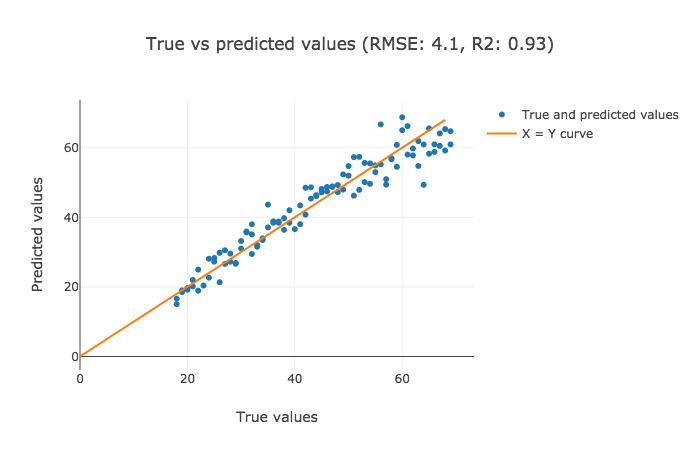 True vs predicted values (RMSE: 4.1, R2: 0.93)
True and predicted values
X = Y curve
Predicted values
60
40
20
0
0 20 40 60
True values